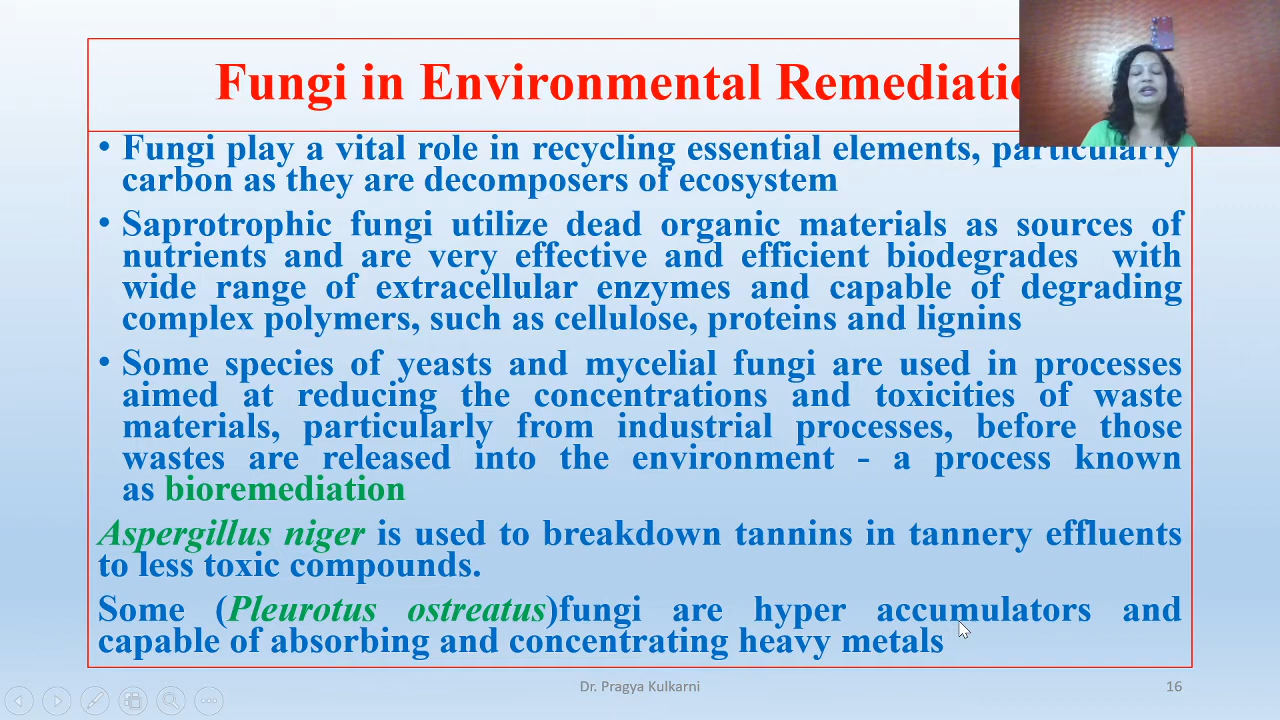 Fungi in Environmental Remediatio
• Fungi play a vital role in recycling essential elements, particularly
carbon as they are decomposers of ecosystem
• Saprotrophic fungi utilize dead organic materials as sources of
nutrients and are very effective and efficient biodegrades with
wide range of extracellular enzymes and capable of degrading
complex polymers, such as cellulose, proteins and lignins
• Some species of yeasts and mycelial fungi are used in processes
aimed at reducing the concentrations and toxicities of waste
materials, particularly from industrial processes, before those
wastes are released into the environment - a process known
as bioremediation
Aspergillus niger is used to breakdown tannins in tannery effluents
to less toxic compounds.
Some (Pleurotus ostreatus)fungi are hyper accumulators and
capable of absorbing and concentrating heavy metals
Dr. Pragya Kulkarni
16